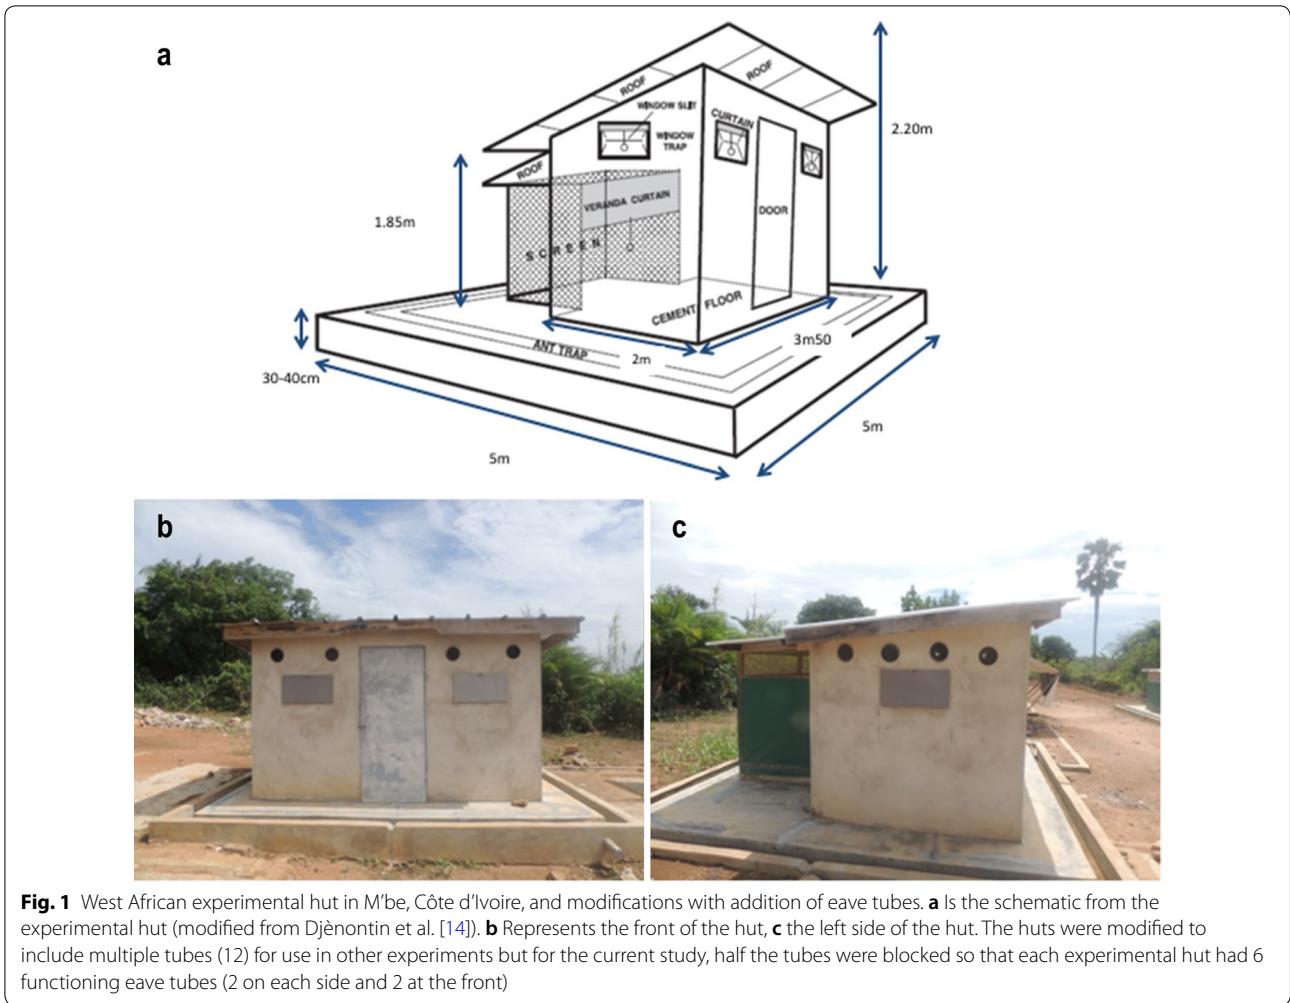 a
ROOF
ROOF
WINDOW SLIT
CURTAIN
WINDOW
TRAP
2.20m
ROOF
VERANDA CURTAIN
1.85m
DOOR
SCREEN
CEMENT FLOOR
3m50
ANT TRAP
2m
30-40cm
5m
5m
b
c
Fig. 1 West African experimental hut in M’be, Côte d’Ivoire, and modifications with addition of eave tubes. a Is the schematic from the
experimental hut (modified from Djènontin et al. [14]). b Represents the front of the hut, c the left side of the hut. The huts were modified to
include multiple tubes (12) for use in other experiments but for the current study, half the tubes were blocked so that each experimental hut had 6
functioning eave tubes (2 on each side and 2 at the front)